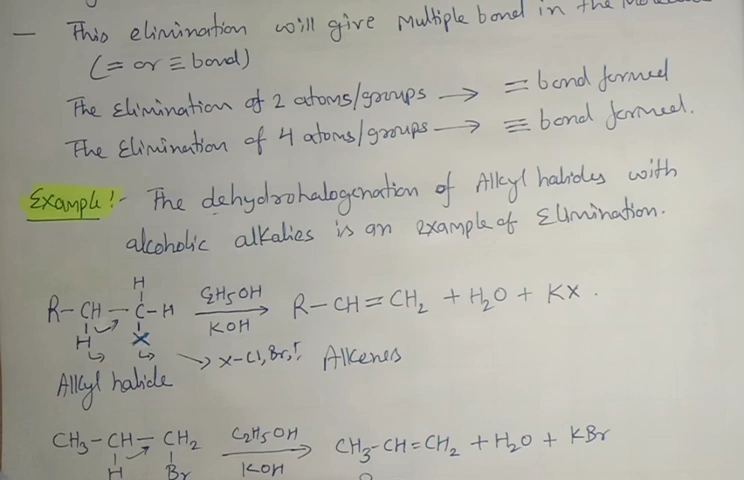 — This elimination will give Multiple bond in the
(= or ≡ bond)
The Elimination of 2 atoms/groups → = bond formed
The Elimination of 4 atoms/groups → ≡ bond formed.
Example!- The dehydrohalogenation of Alkyl halides with
alcoholic alkalies is an example of Elimination.
H
R-CH-C-H C2H5OH KOH → R-CH=CH2 + H2O + KX.
H X → X-Cl, Br, I Alkenes
Alkyl halide
CH3-CH-CH2 C2H5OH KOH → CH3-CH=CH2 + H2O + KBr
H Br